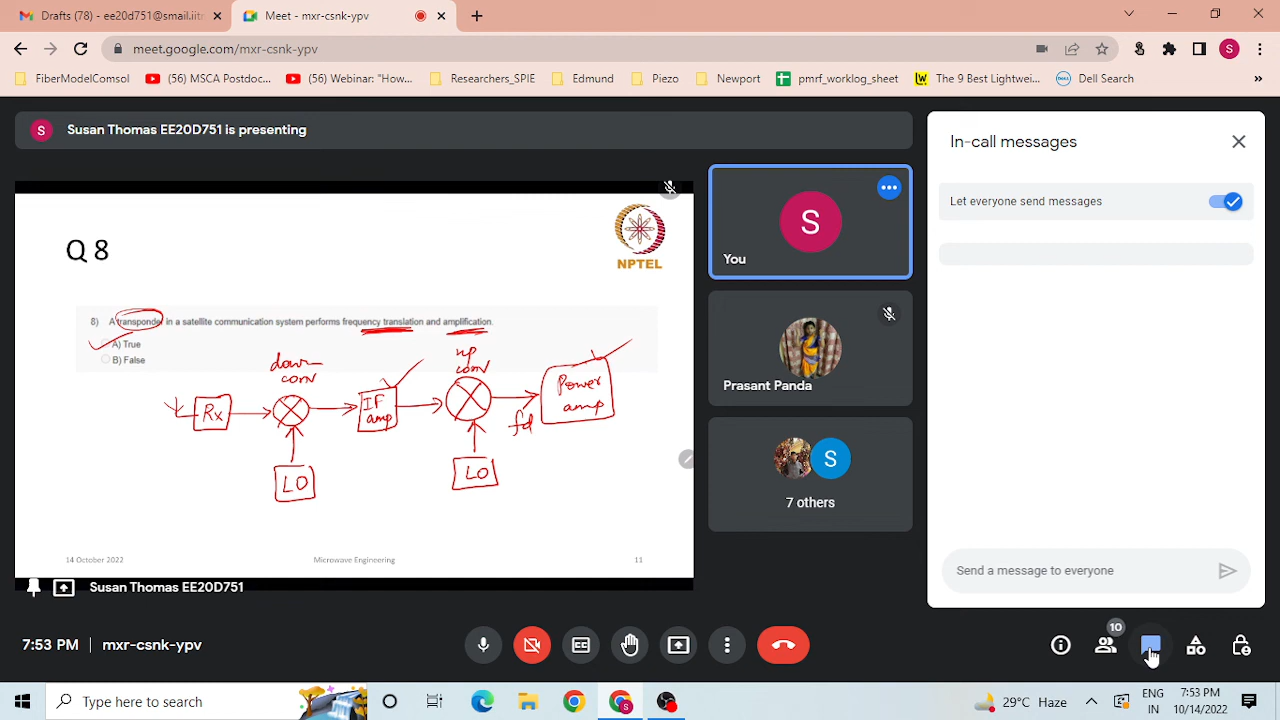 Drafts (78) - ee20d751@smail.iitr
Meet - mxr-csnk-ypv
meet.google.com/mxr-csnk-ypv
S
FiberModelComsol
(56) MSCA Postdoc...
(56) Webinar: "How...
Researchers_SPIE
Edmund
Piezo
Newport
pmrf_worklog_sheet
The 9 Best Lightwei...
Dell Search
»
S Susan Thomas EE20D751 is presenting
In-call messages
Let everyone send messages
S
You
Prasant Panda
S
7 others
NPTEL
Q 8
8) A transponder in a satellite communication system performs frequency translation and amplification.
A) True
B) False
down
conv
up
conv
Rx
IF
amp
Power
amp
fd
LO
LO
14 October 2022
Microwave Engineering
11
Susan Thomas EE20D751
Send a message to everyone
7:53 PM | mxr-csnk-ypv
10
Type here to search
29°C Haze
ENG
IN
7:53 PM
10/14/2022